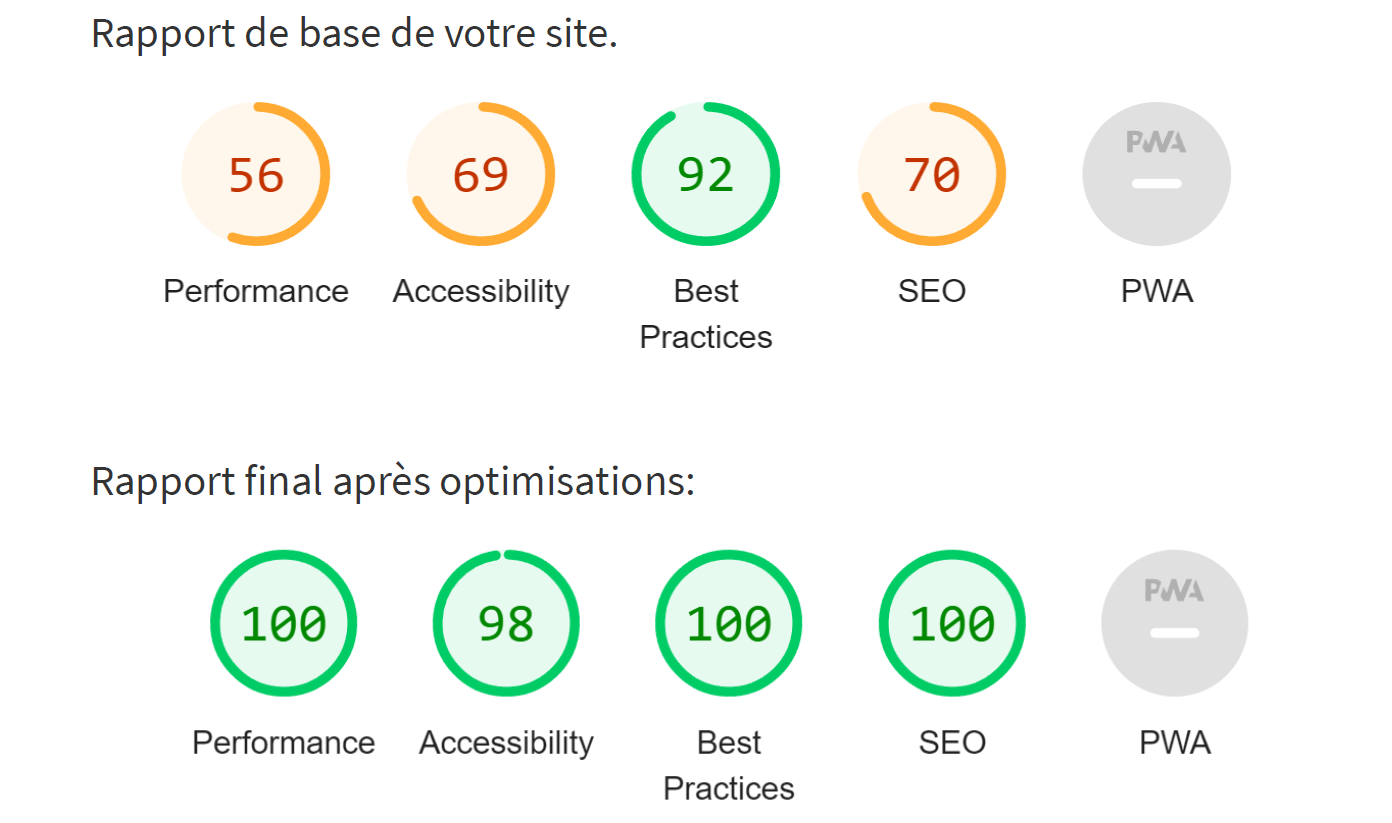 Rapport de base de votre site.
56 69 92 70 PWA
Performance Accessibility Best SEO PWA
Practices
Rapport final après optimisations:
100 98 100 100 PWA
Performance Accessibility Best SEO PWA
Practices